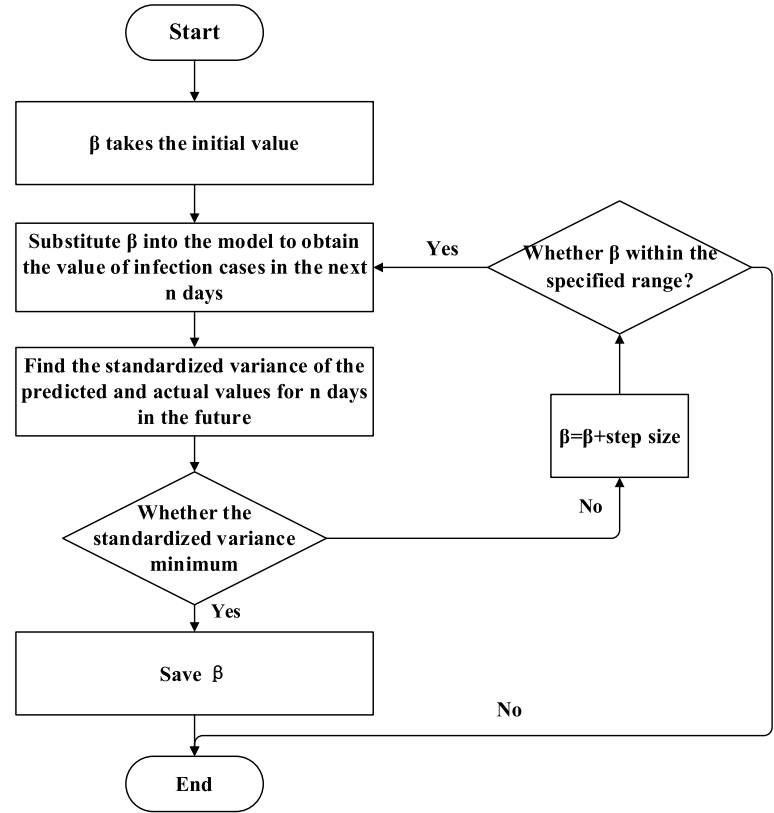 Start
β takes the initial value
Substitute β into the model to obtain
the value of infection cases in the next
n days
Yes
Whether β within the
specified range?
Find the standardized variance of the
predicted and actual values for n days
in the future
β=β+step size
No
Whether the
standardized variance
minimum
Yes
Save β
No
End